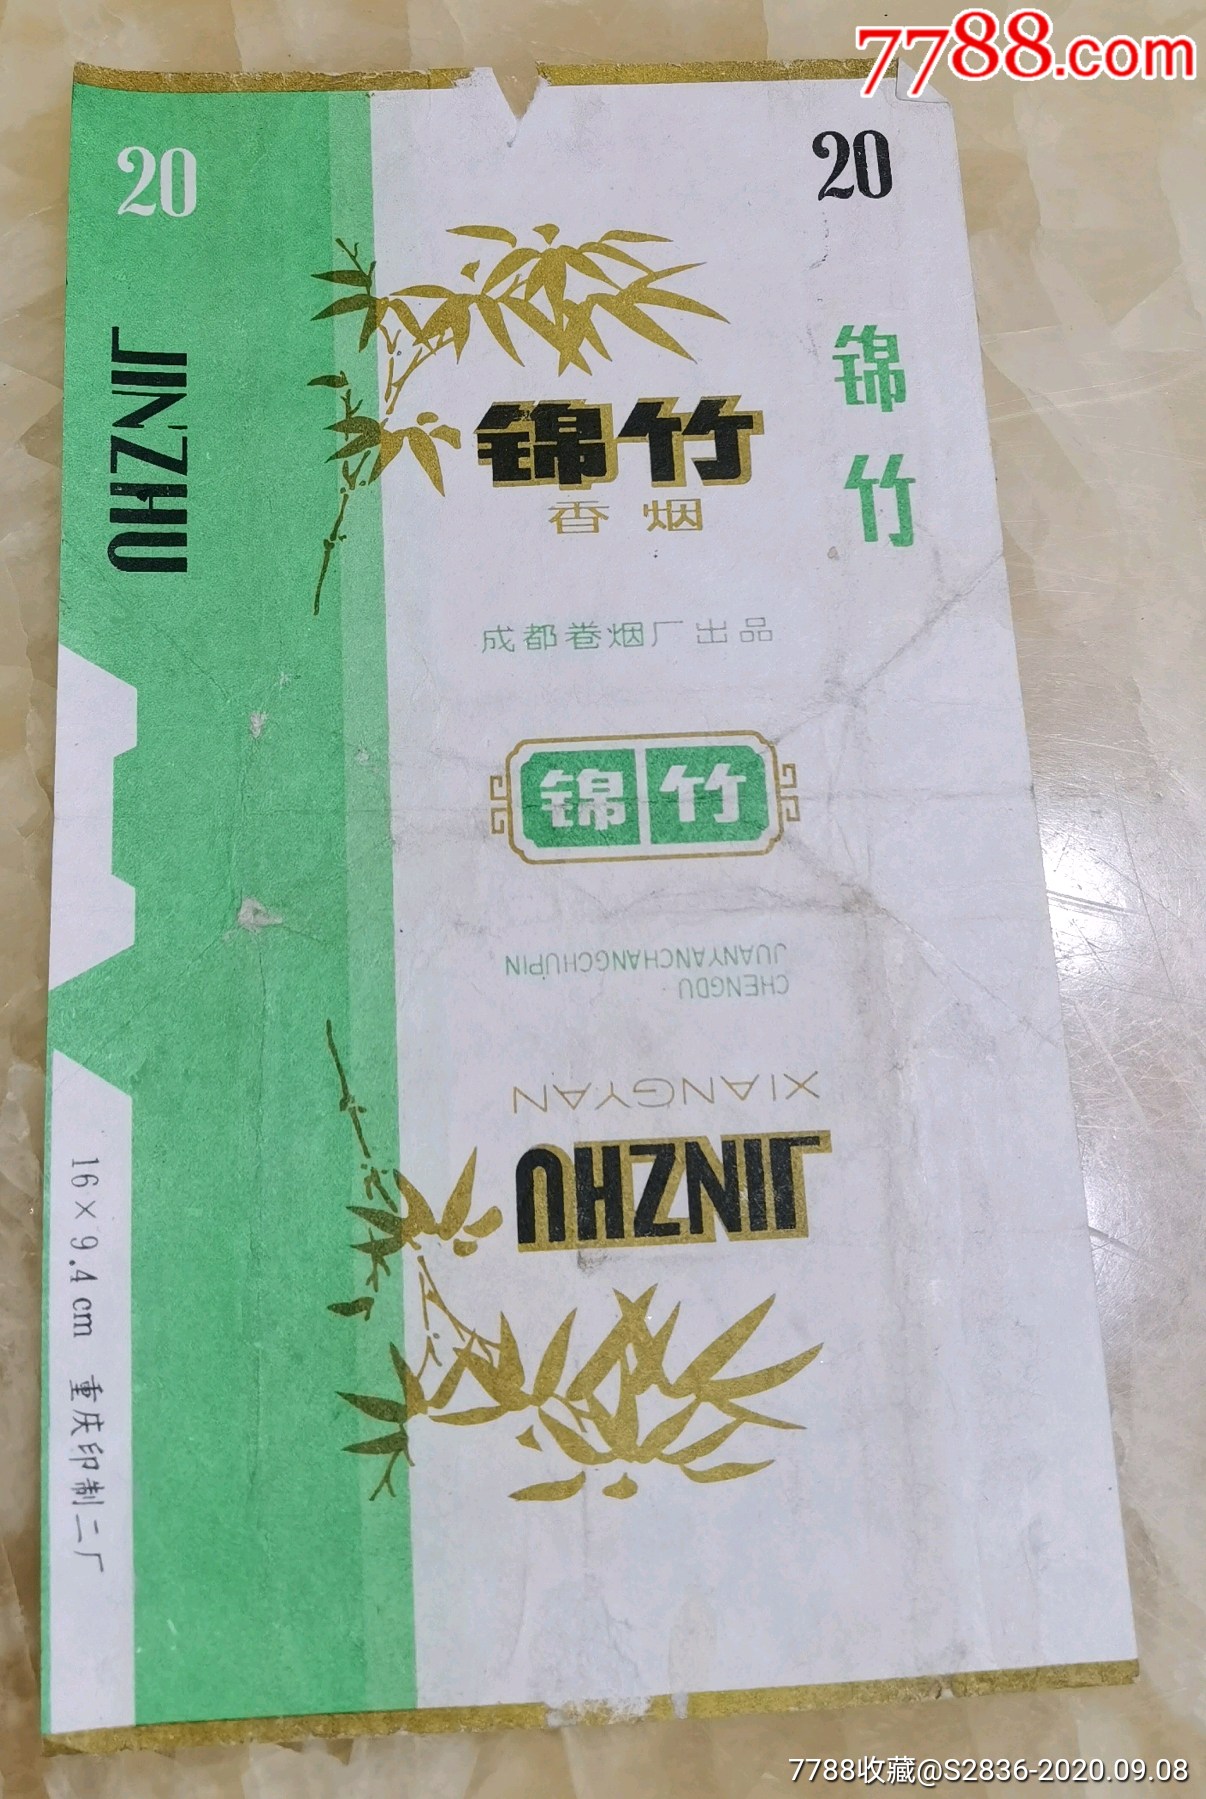 7788.com
20
20
JINZHU
锦竹
锦竹
香烟
成都卷烟厂出品
锦竹
CHENGDU
JUANYANCHANGCHUPIN
XIANGYAN
JINZHU
16×9.4cm 重庆印制二厂
7788收藏@S2836-2020.09.08